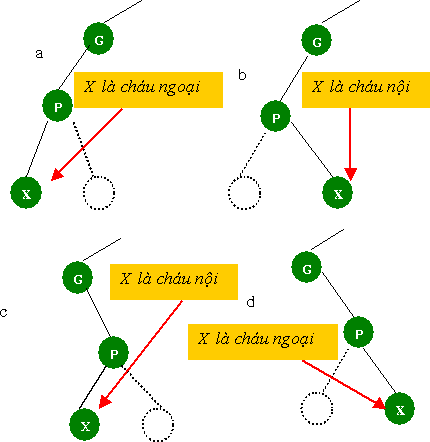 a
G
X là cháu ngoại
P
X
b
G
X là cháu nội
P
X
c
G
X là cháu nội
P
X
d
G
P
X là cháu ngoại
X